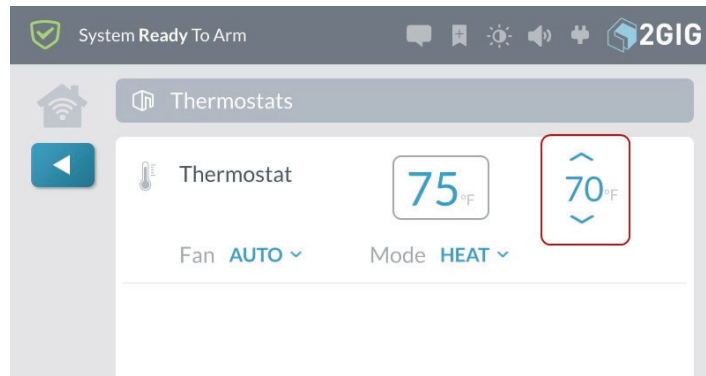 System Ready To Arm
2GIG
Thermostats
Thermostat 75°F 70°F
Fan AUTO Mode HEAT